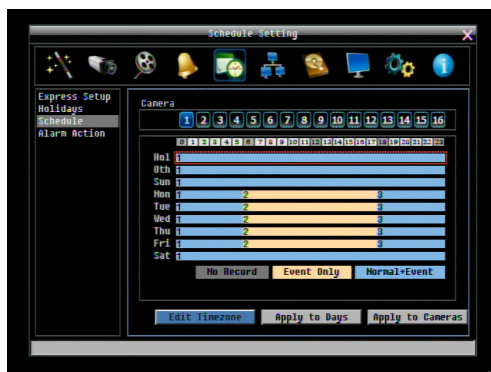 Schedule Setting X
Express Setup
Holidays
Schedule
Alarm Action
Camera
1 2 3 4 5 6 7 8 9 10 11 12 13 14 15 16
0 1 2 3 4 5 6 7 8 9 10 11 12 13 14 15 16 17 18 19 20 21 22 23
Hol 1
Oth 1
Sun 1
Mon 1 2 3
Tue 1 2 3
Wed 1 2 3
Thu 1 2 3
Fri 1 2 3
Sat 1
No Record Event Only Normal+Event
Edit Timezone Apply to Days Apply to Cameras